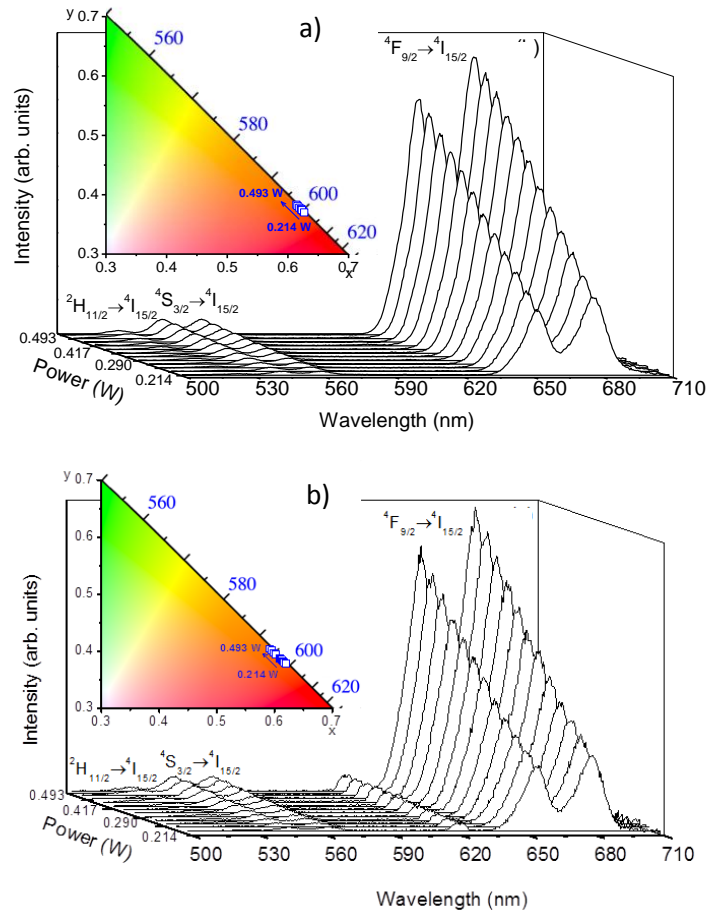 a)
y
0.7
0.6
0.5
0.4
0.3
0.3 0.4 0.5 0.6 0.7
x
560
580
600
620
0.493 W
0.214 W
⁴F₉/₂→⁴I₁₅/₂
²H₁₁/₂→⁴I₁₅/₂ ⁴S₃/₂→⁴I₁₅/₂
Intensity (arb. units)
0.493
0.417
0.290
0.214
Power (W)
500 530 560 590 620 650 680 710
Wavelength (nm)
b)
y
0.7
0.6
0.5
0.4
0.3
0.3 0.4 0.5 0.6 0.7
x
560
580
600
620
0.493 W
0.214 W
⁴F₉/₂→⁴I₁₅/₂
²H₁₁/₂→⁴I₁₅/₂ ⁴S₃/₂→⁴I₁₅/₂
Intensity (arb. units)
0.493
0.417
0.290
0.214
Power (W)
500 530 560 590 620 650 680 710
Wavelength (nm)